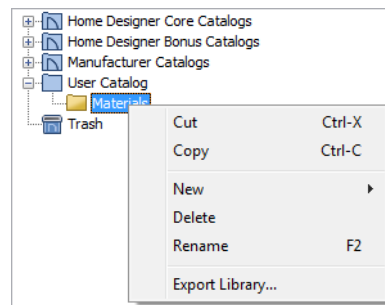 Home Designer Core Catalogs
Home Designer Bonus Catalogs
Manufacturer Catalogs
User Catalog
Materials
Trash
Cut Ctrl-X
Copy Ctrl-C
New
Delete
Rename F2
Export Library...